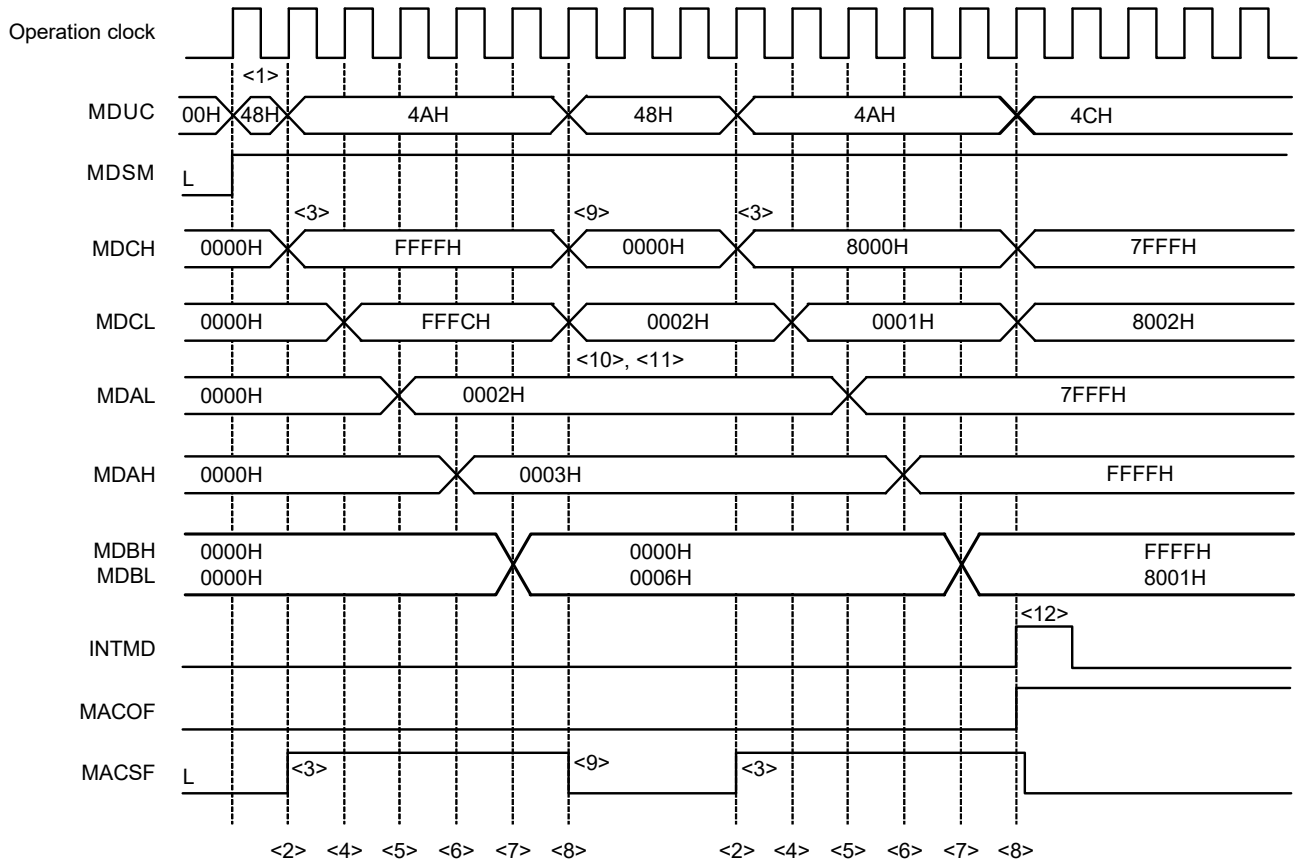 Operation clock
<1>
MDUC 00H 48H 4AH 48H 4AH 4CH
MDSM L
<3> <9> <3>
MDCH 0000H FFFFH 0000H 8000H 7FFFH
MDCL 0000H FFFCH 0002H 0001H 8002H
<10>, <11>
MDAL 0000H 0002H 7FFFH
MDAH 0000H 0003H FFFFH
MDBH 0000H 0000H FFFFH
MDBL 0000H 0006H 8001H
<12>
INTMD
MACOF
MACSF L <3> <9> <3>
<2> <4> <5> <6> <7> <8> <2> <4> <5> <6> <7> <8>